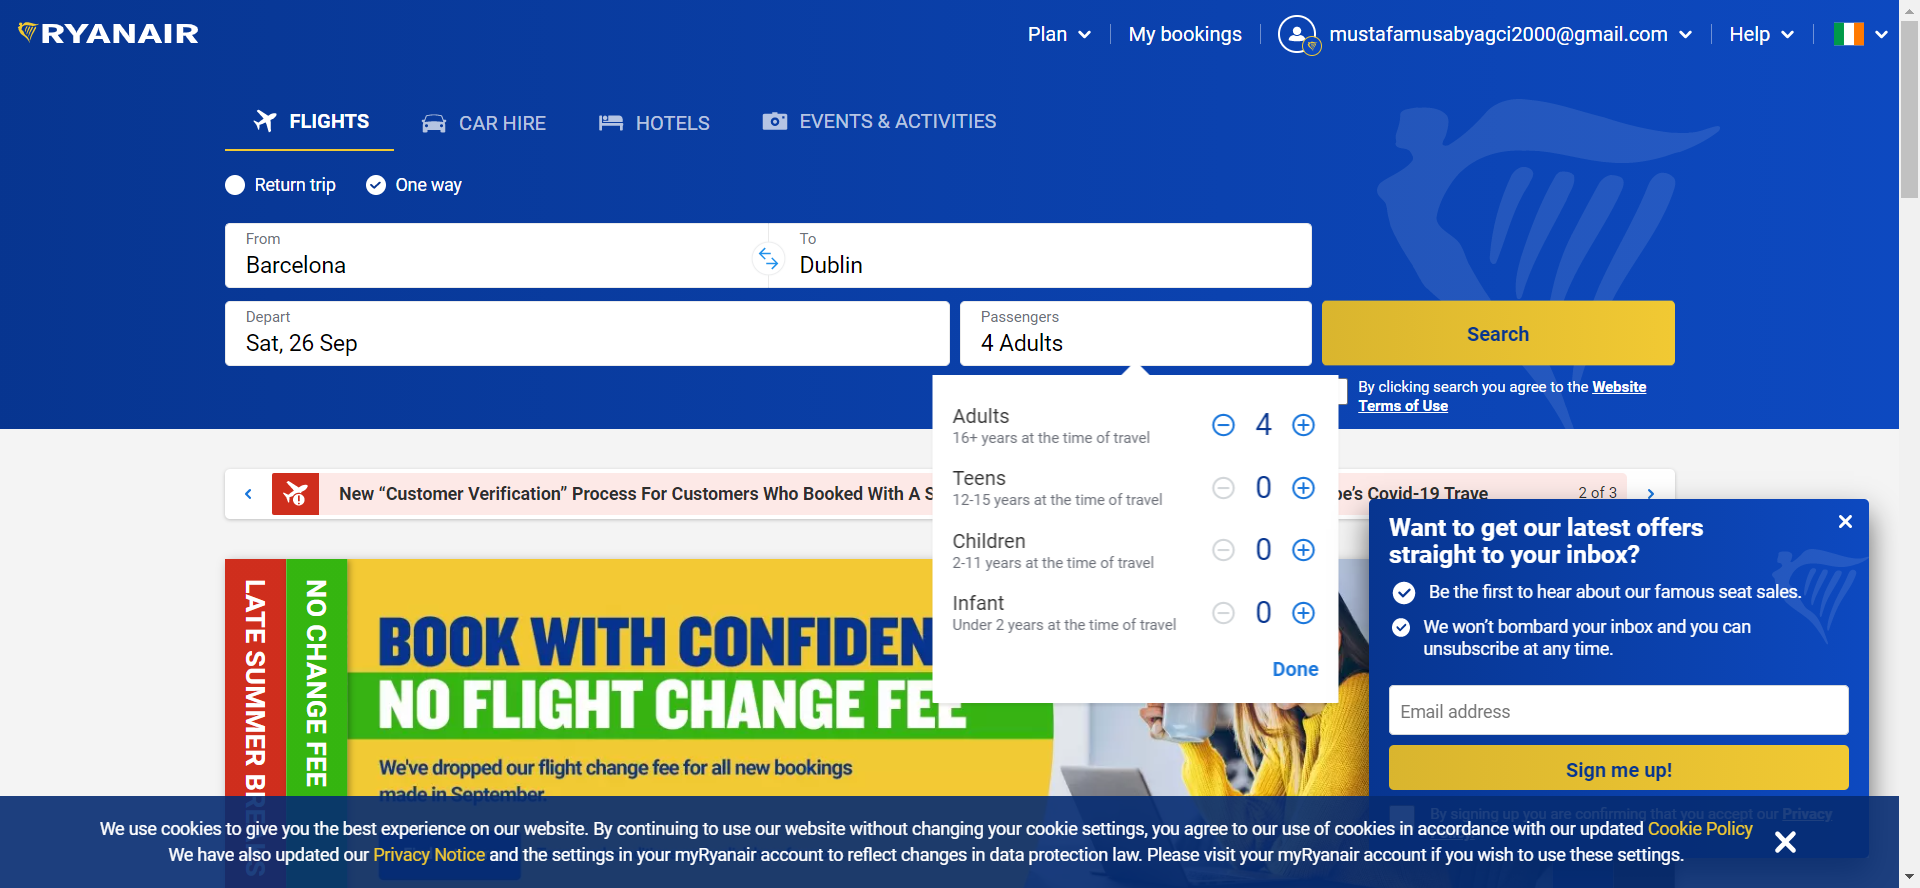 RYANAIR
Plan
My bookings
mustafamusabyagci2000@gmail.com
Help
FLIGHTS
CAR HIRE
HOTELS
EVENTS & ACTIVITIES
Return trip
One way
From
Barcelona
To
Dublin
Depart
Sat, 26 Sep
Passengers
4 Adults
Search
By clicking search you agree to the Website
Terms of Use
Adults
16+ years at the time of travel
4
Teens
12-15 years at the time of travel
0
Children
2-11 years at the time of travel
0
Infant
Under 2 years at the time of travel
0
Done
New “Customer Verification” Process For Customers Who Booked With A S
Covid-19 Trave
2 of 3
Want to get our latest offers
straight to your inbox?
Be the first to hear about our famous seat sales.
We won’t bombard your inbox and you can
unsubscribe at any time.
Email address
Sign me up!
By signing up you are confirming that you accept our Privacy
LATE SUMMER
NO CHANGE FEE
BOOK WITH CONFIDEN
NO FLIGHT CHANGE FEE
We've dropped our flight change fee for all new bookings
made in September.
We use cookies to give you the best experience on our website. By continuing to use our website without changing your cookie settings, you agree to our use of cookies in accordance with our updated Cookie Policy
We have also updated our Privacy Notice and the settings in your myRyanair account to reflect changes in data protection law. Please visit your myRyanair account if you wish to use these settings.